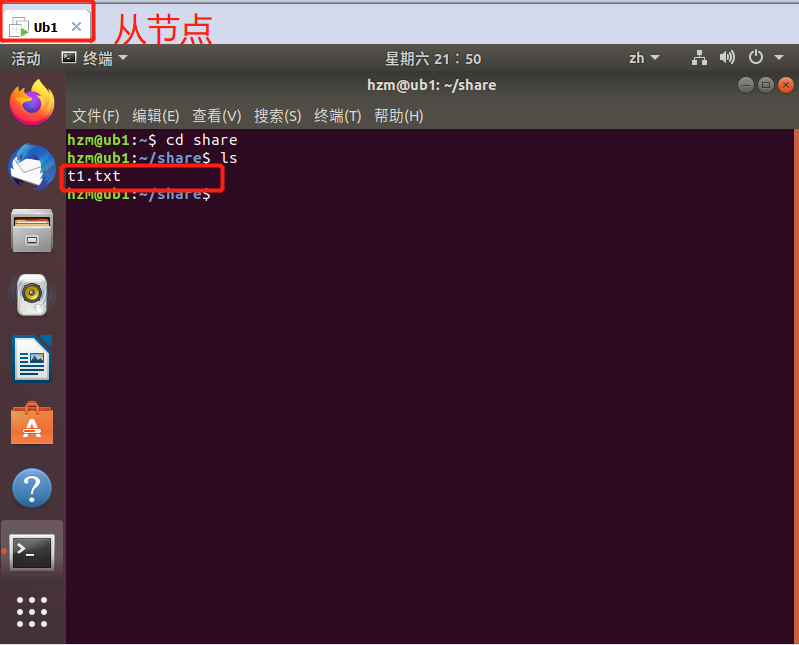 Ub1
从节点
活动 终端 星期六 21：50 zh
hzm@ub1: ~/share
文件(F) 编辑(E) 查看(V) 搜索(S) 终端(T) 帮助(H)
hzm@ub1:~$ cd share
hzm@ub1:~/share$ ls
t1.txt
hzm@ub1:~/share$